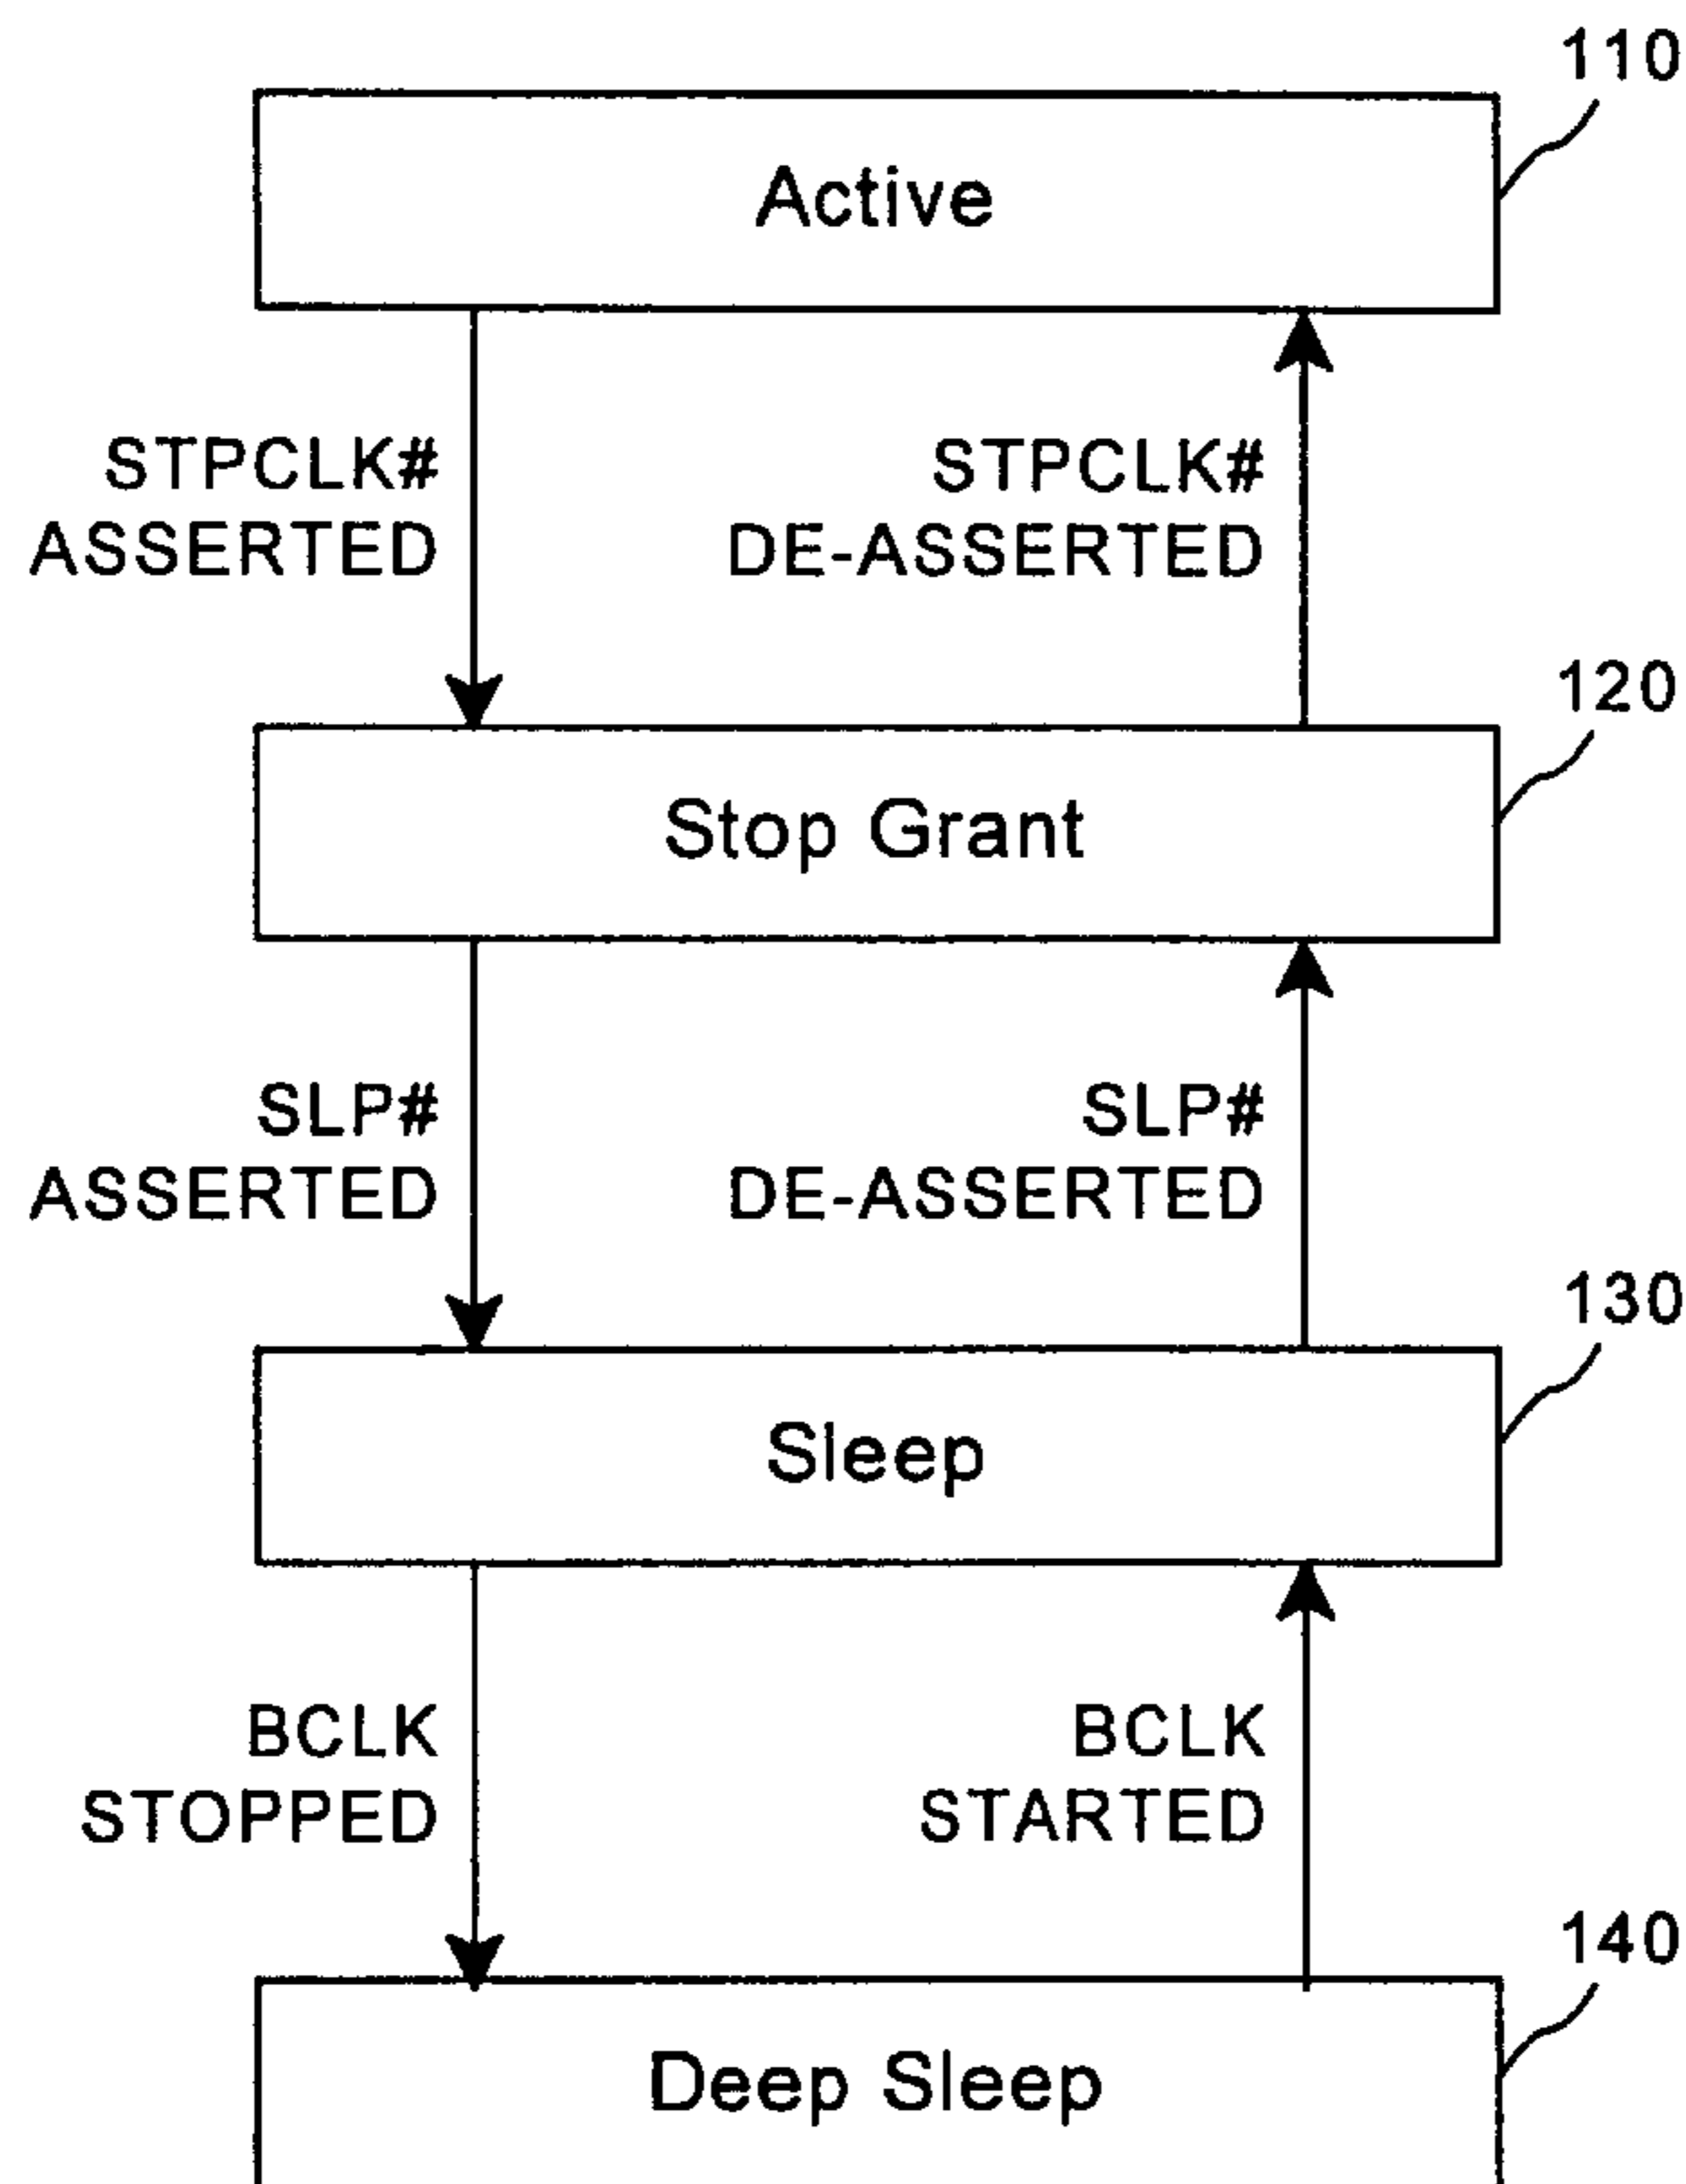 110
Active
STPCLK#
ASSERTED
STPCLK#
DE-ASSERTED
120
Stop Grant
SLP#
ASSERTED
SLP#
DE-ASSERTED
130
Sleep
BCLK
STOPPED
BCLK
STARTED
140
Deep Sleep